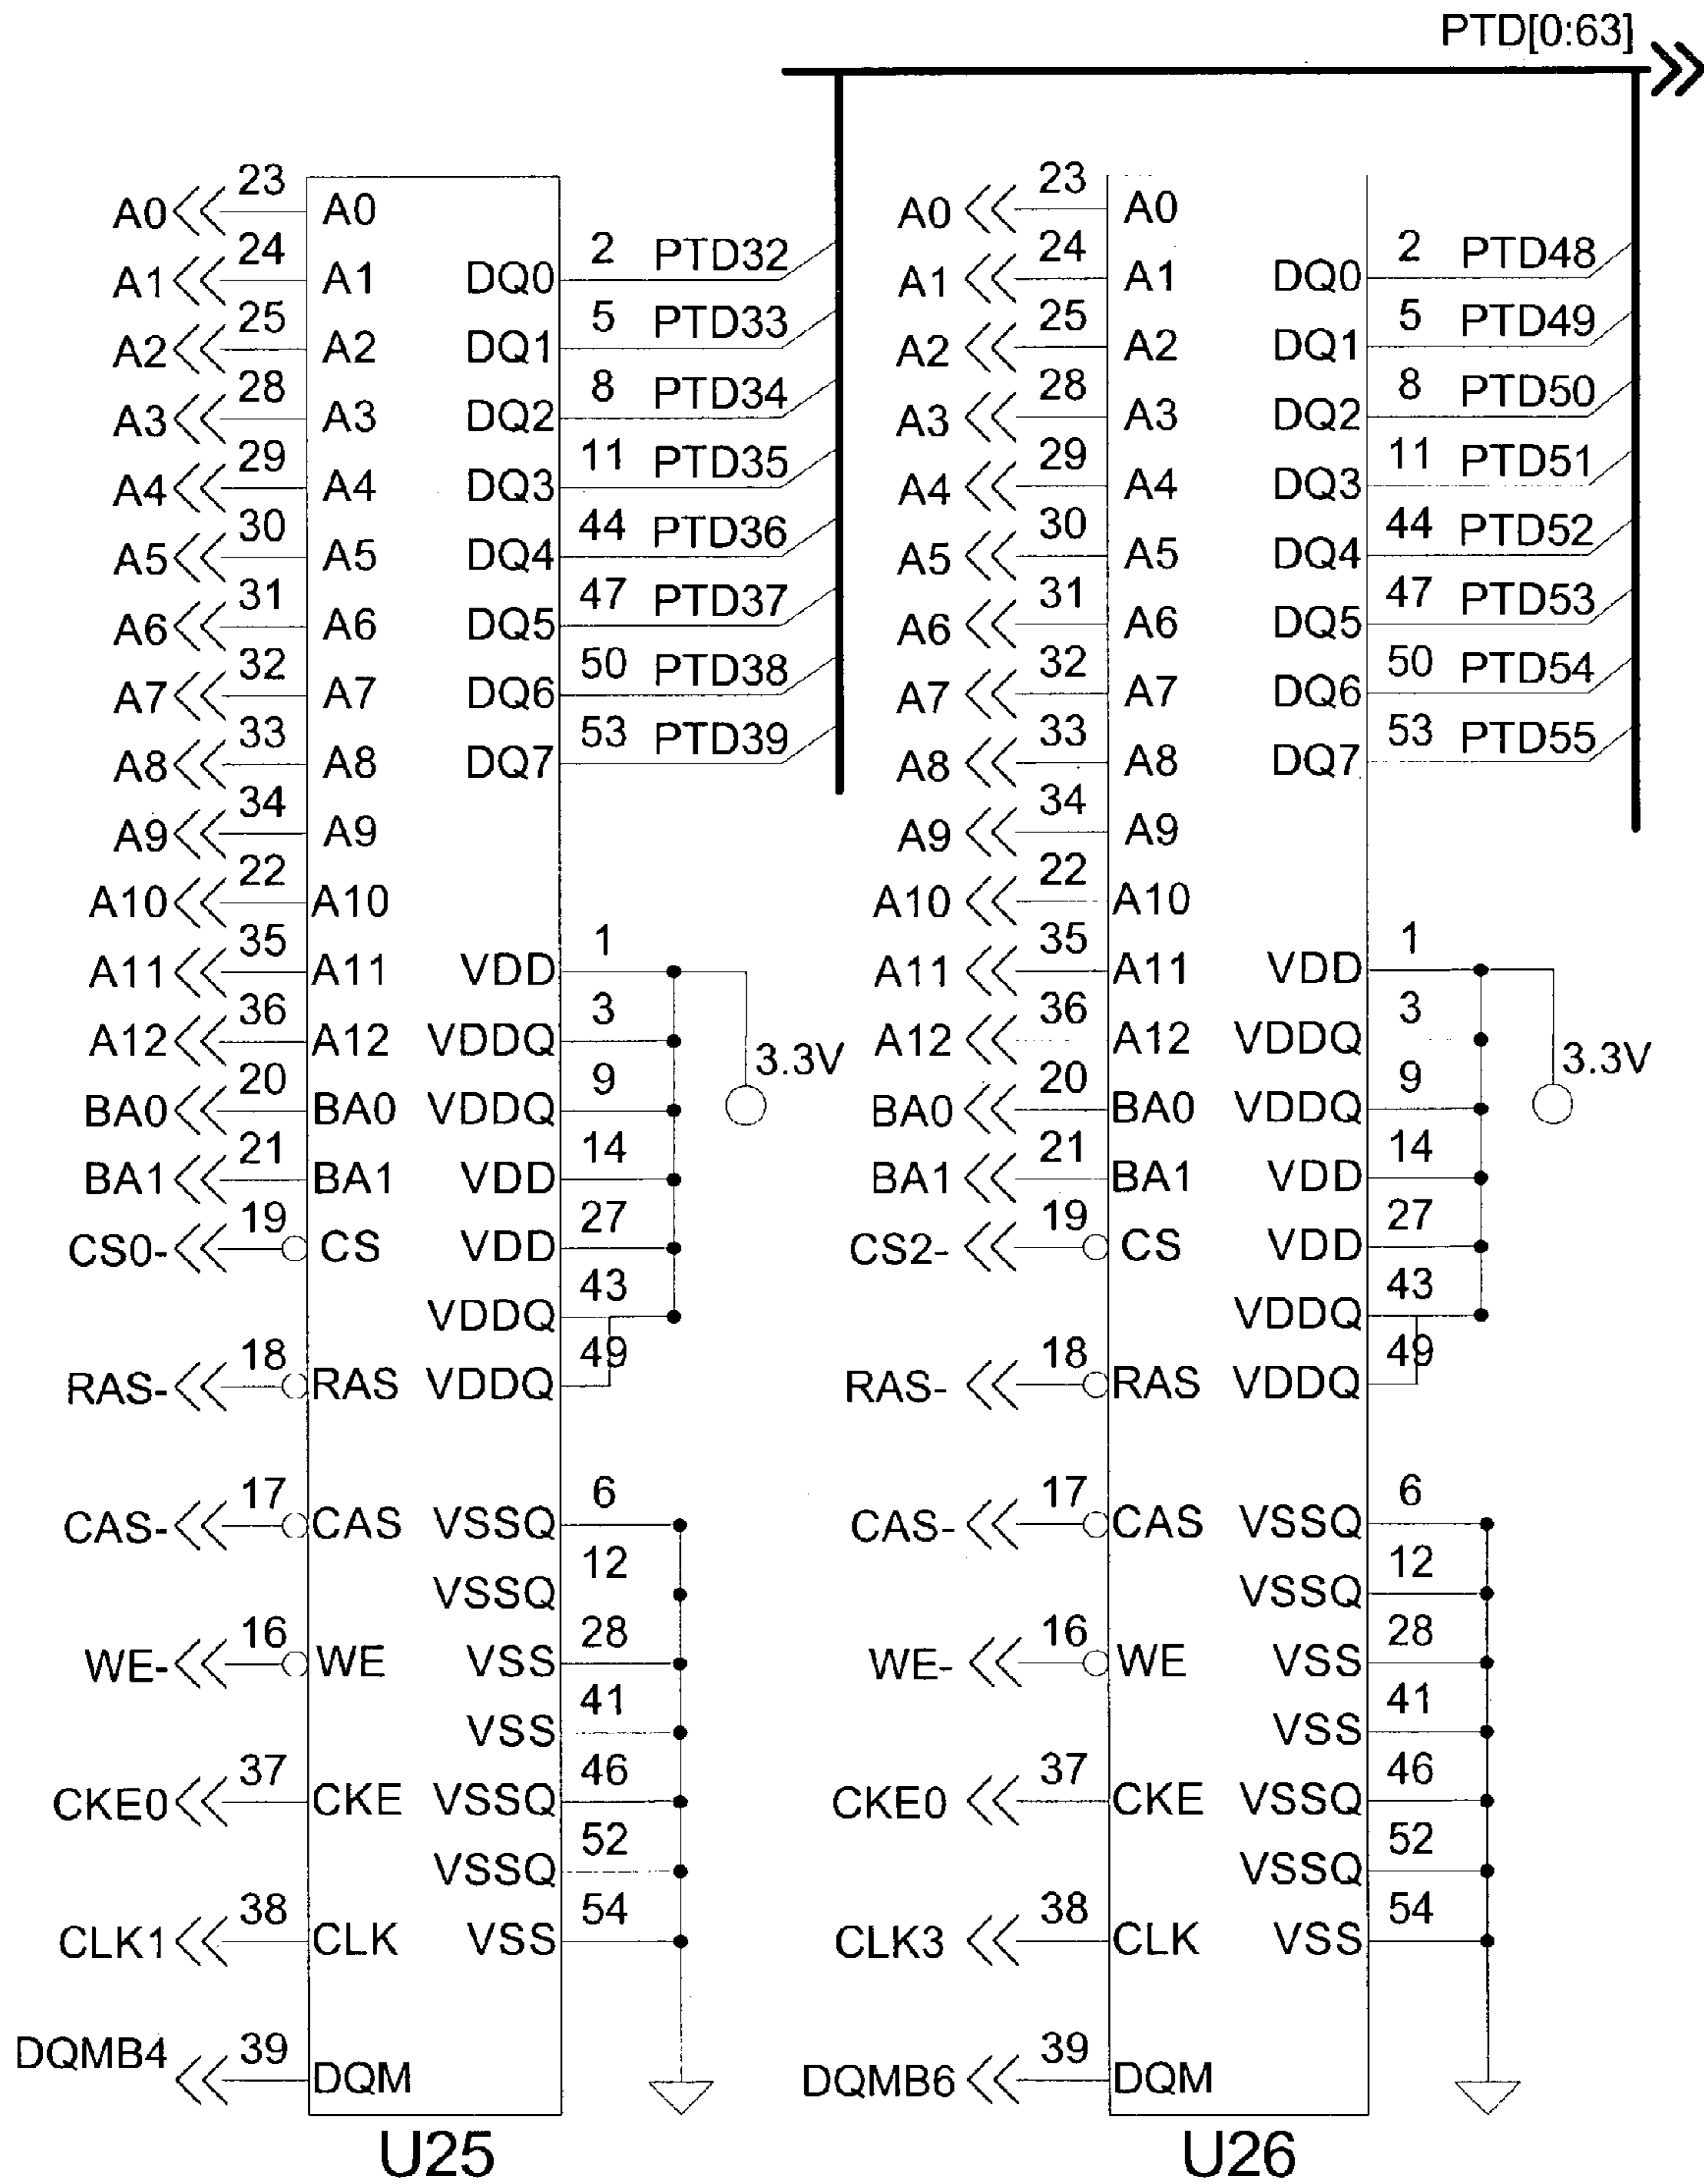 PTD[0:63]
A0 23 A0
A1 24 A1 DQ0 2 PTD32
A2 25 A2 DQ1 5 PTD33
A3 28 A3 DQ2 8 PTD34
A4 29 A4 DQ3 11 PTD35
A5 30 A5 DQ4 44 PTD36
A6 31 A6 DQ5 47 PTD37
A7 32 A7 DQ6 50 PTD38
A8 33 A8 DQ7 53 PTD39
A9 34 A9
A10 22 A10
A11 35 A11 VDD 1
A12 36 A12 VDDQ 3
3.3V
BA0 20 BA0 VDDQ 9
BA1 21 BA1 VDD 14
CS0- 19 CS VDD 27
VDDQ 43
RAS- 18 RAS VDDQ 49
CAS- 17 CAS VSSQ 6
VSSQ 12
WE- 16 WE VSS 28
VSS 41
CKE0 37 CKE VSSQ 46
VSSQ 52
CLK1 38 CLK VSS 54
DQMB4 39 DQM
U25
A0 23 A0
A1 24 A1 DQ0 2 PTD48
A2 25 A2 DQ1 5 PTD49
A3 28 A3 DQ2 8 PTD50
A4 29 A4 DQ3 11 PTD51
A5 30 A5 DQ4 44 PTD52
A6 31 A6 DQ5 47 PTD53
A7 32 A7 DQ6 50 PTD54
A8 33 A8 DQ7 53 PTD55
A9 34 A9
A10 22 A10
A11 35 A11 VDD 1
A12 36 A12 VDDQ 3
3.3V
BA0 20 BA0 VDDQ 9
BA1 21 BA1 VDD 14
CS2- 19 CS VDD 27
VDDQ 43
RAS- 18 RAS VDDQ 49
CAS- 17 CAS VSSQ 6
VSSQ 12
WE- 16 WE VSS 28
VSS 41
CKE0 37 CKE VSSQ 46
VSSQ 52
CLK3 38 CLK VSS 54
DQMB6 39 DQM
U26